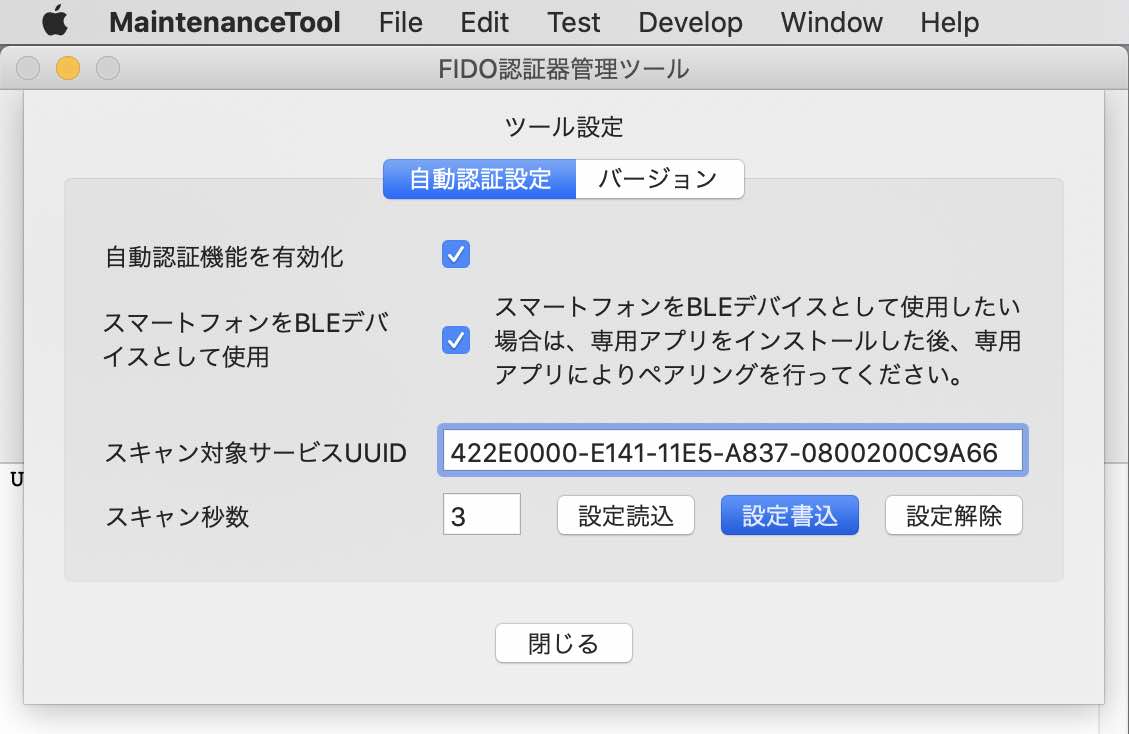 MaintenanceTool File Edit Test Develop Window Help
FIDO認証器管理ツール
ツール設定
自動認証設定 バージョン
自動認証機能を有効化
スマートフォンをBLEデバ
イスとして使用
スマートフォンをBLEデバイスとして使用したい
場合は、専用アプリをインストールした後、専用
アプリによりペアリングを行ってください。
スキャン対象サービスUUID 422E0000-E141-11E5-A837-0800200C9A66
U
スキャン秒数 3 設定読込 設定書込 設定解除
閉じる